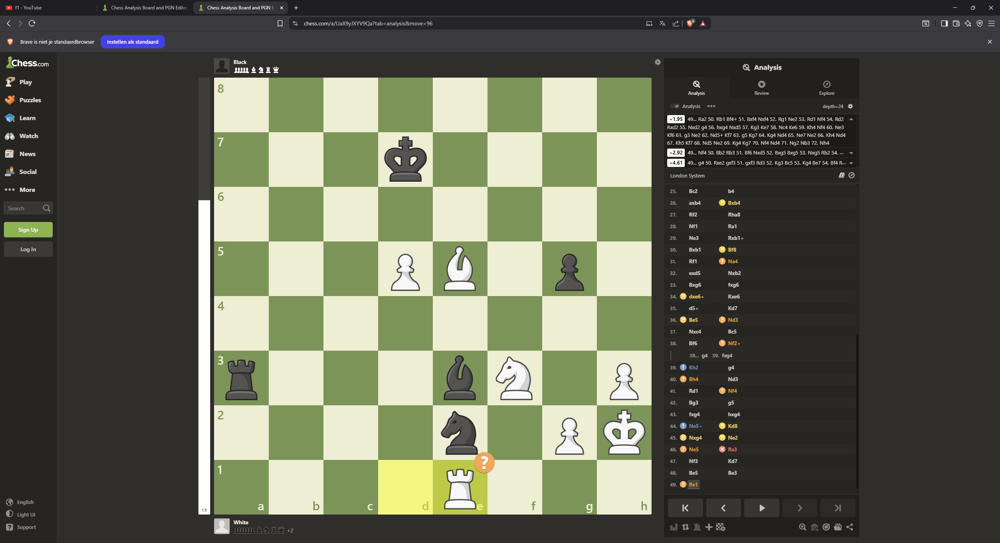 f1 - YouTube
Chess Analysis Board and PGN Editor
Chess Analysis Board and PGN E
chess.com/a/UaX9yJXYV9Qa?tab=analysis&move=96
4
Brave is niet je standaardbrowser
Instellen als standaard
Chess.com
Play
Puzzles
Learn
Watch
News
Social
More
Search
Sign Up
Log In
English
Light UI
Support
Black
8
7
6
5
4
3
2
1
a b c d e f g h
?
1.9
White
+2
Analysis
Analysis
Review
Explore
Analysis
depth=24
+1.95 49... Ra2 50. Rb1 Bf4+ 51. Bxf4 Nxf4 52. Rg1 Ne2 53. Rd1 Nf4 54. Rd2
Rxd2 55. Nxd2 g4 56. hxg4 Nxd5 57. Kg3 Ke7 58. Nc4 Ke6 59. Kh4 Nf4 60. Ne3
Kf6 61. g3 Ne2 62. Nd5+ Kf7 63. g5 Kg7 64. Kg4 Nd4 65. Ne7 Ne2 66. Kh4 Nd4
67. Kh5 Kf7 68. Nd5 Ne2 69. Kg4 Kg7 70. Nf4 Nd4 71. Ng2 Nb3 72. Nh4
+2.92 49... Nf4 50. Bb2 Rb3 51. Bf6 Nxd5 52. Bxg5 Bxg5 53. Nxg5 Rb2 54. ...
+4.61 49... g4 50. Rxe2 gxf3 51. gxf3 Rd3 52. Kg3 Bc5 53. Kg4 Be7 54. Bf4 R...
London System
25. Bc2 b4
26. axb4 ?! Bxb4
27. Rf2 Rha8
28. Nf1 Ra1
29. Ne3 Rxb1+
30. Bxb1 ?! Bf8
31. Rf1 ? Na4
32. exd5 Nxb2
33. Bxg6 fxg6
34. ?! dxe6+ Kxe6
35. d5+ Kd7
36. ?! Be5 ? Nd3
37. Nxc4 Bc5
38. Bf6 ? Nf2+
38... g4 39. fxg4
39. ! Kh2 g4
40. ? Bh4 Nd3
41. Rd1 ? Nf4
42. Bg3 g5
43. fxg4 hxg4
44. ! Ne5+ ?! Kd8
45. ?! Nxg4 ?! Ne2
46. ? Ne5 Ra3
47. Nf3 Kd7
48. Be5 Be3
49. ? Re1